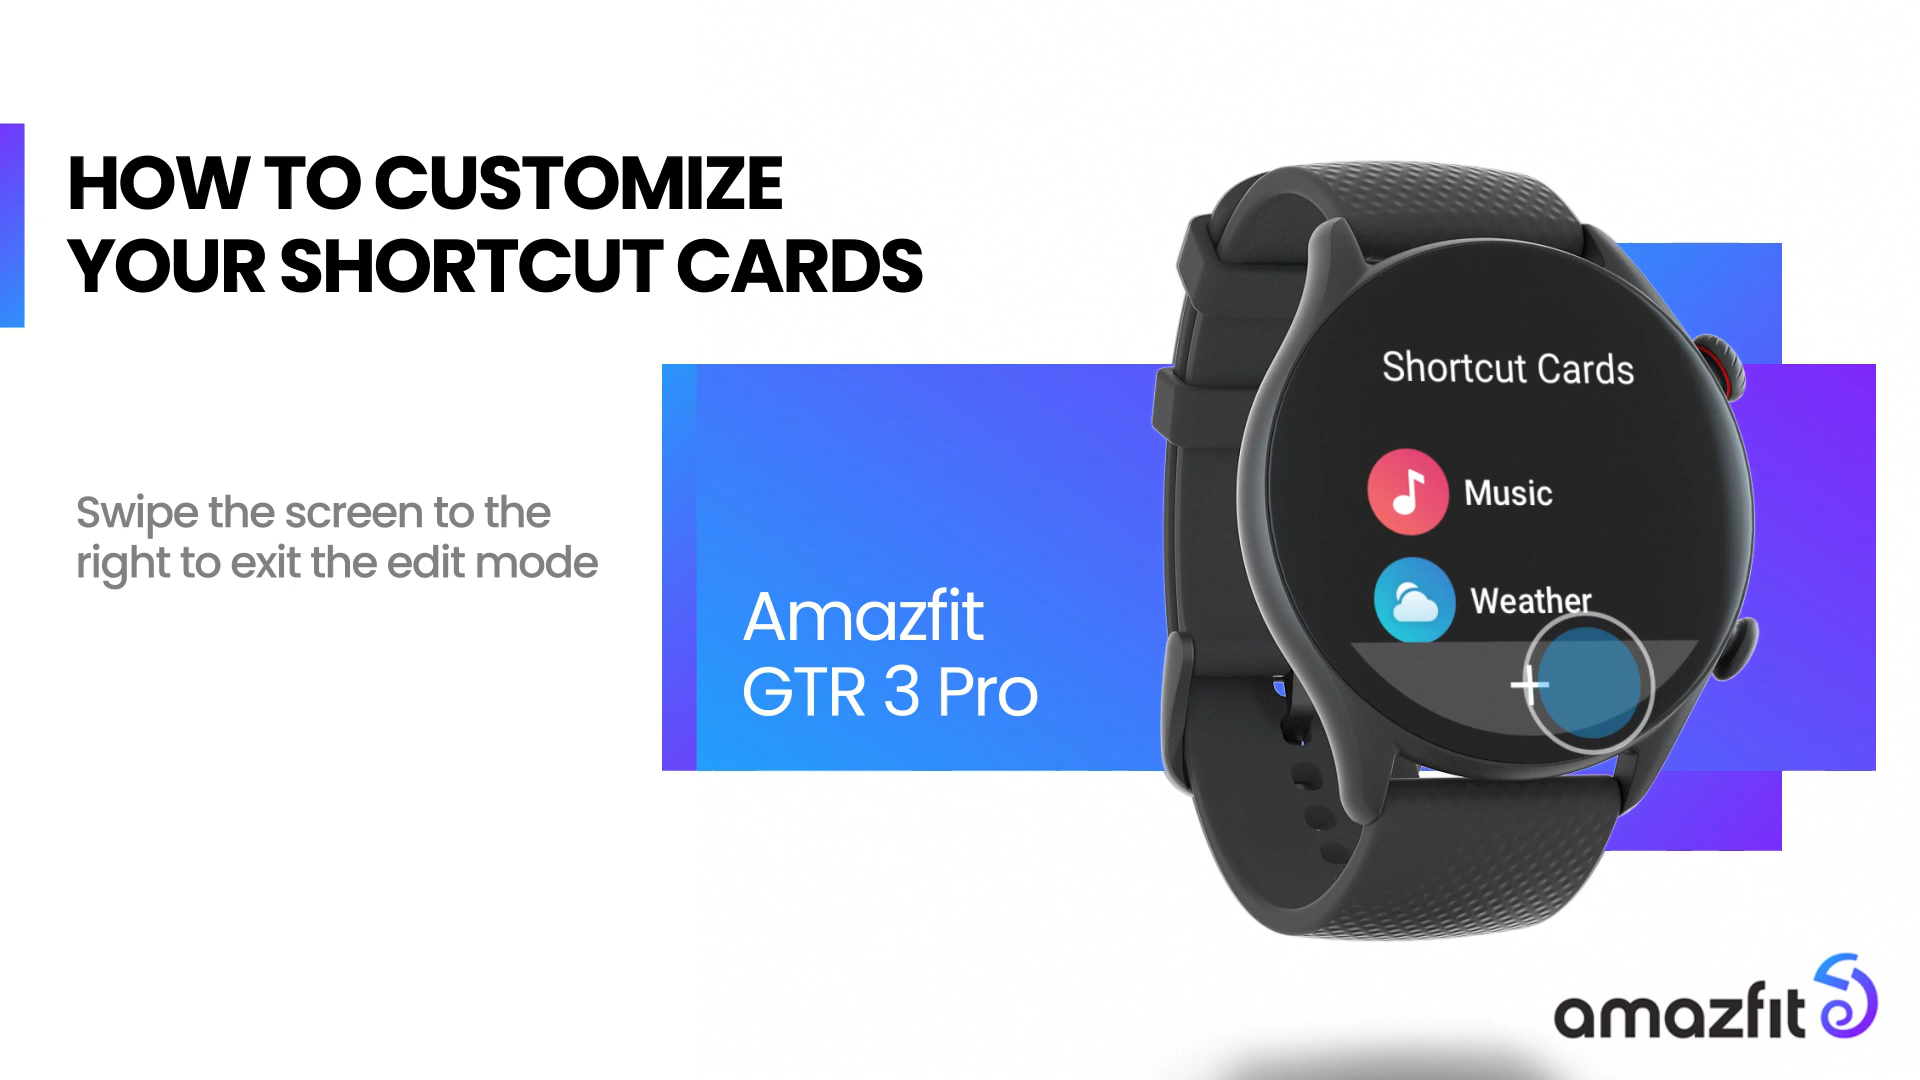 HOW TO CUSTOMIZE
YOUR SHORTCUT CARDS
Swipe the screen to the
right to exit the edit mode
Amazfit
GTR 3 Pro
Shortcut Cards
Music
Weather
+
amazfit